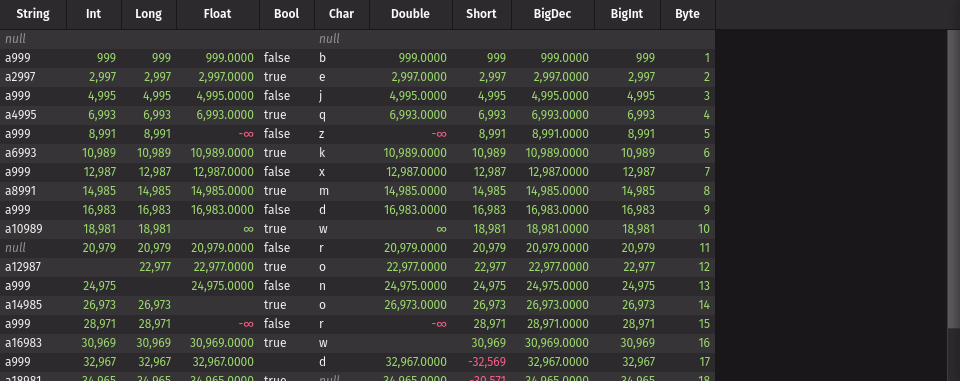 String Int Long Float Bool Char Double Short BigDec BigInt Byte
null null
a999 999 999 999.0000 false b 999.0000 999 999.0000 999 1
a2997 2,997 2,997 2,997.0000 true e 2,997.0000 2,997 2,997.0000 2,997 2
a999 4,995 4,995 4,995.0000 false j 4,995.0000 4,995 4,995.0000 4,995 3
a4995 6,993 6,993 6,993.0000 true q 6,993.0000 6,993 6,993.0000 6,993 4
a999 8,991 8,991 -∞ false z -∞ 8,991 8,991.0000 8,991 5
a6993 10,989 10,989 10,989.0000 true k 10,989.0000 10,989 10,989.0000 10,989 6
a999 12,987 12,987 12,987.0000 false x 12,987.0000 12,987 12,987.0000 12,987 7
a8991 14,985 14,985 14,985.0000 true m 14,985.0000 14,985 14,985.0000 14,985 8
a999 16,983 16,983 16,983.0000 false d 16,983.0000 16,983 16,983.0000 16,983 9
a10989 18,981 18,981 ∞ true w ∞ 18,981 18,981.0000 18,981 10
null 20,979 20,979 20,979.0000 false r 20,979.0000 20,979 20,979.0000 20,979 11
a12987 22,977 22,977.0000 true o 22,977.0000 22,977 22,977.0000 22,977 12
a999 24,975 24,975.0000 false n 24,975.0000 24,975 24,975.0000 24,975 13
a14985 26,973 26,973 true o 26,973.0000 26,973 26,973.0000 26,973 14
a999 28,971 28,971 -∞ false r -∞ 28,971 28,971.0000 28,971 15
a16983 30,969 30,969 30,969.0000 true w 30,969 30,969.0000 30,969 16
a999 32,967 32,967 32,967.0000 d 32,967.0000 -32,569 32,967.0000 32,967 17
a18981 34,965 34,965 34,965.0000 true null 34,965.0000 -30,571 34,965.0000 34,965 18